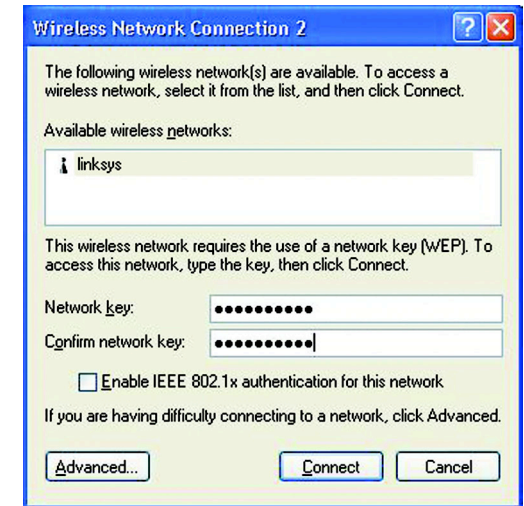 Wireless Network Connection 2
The following wireless network(s) are available. To access a
wireless network, select it from the list, and then click Connect.
Available wireless networks:
linksys
This wireless network requires the use of a network key (WEP). To
access this network, type the key, then click Connect.
Network key: ••••••••••
Confirm network key: ••••••••••
Enable IEEE 802.1x authentication for this network
If you are having difficulty connecting to a network, click Advanced.
Advanced... Connect Cancel